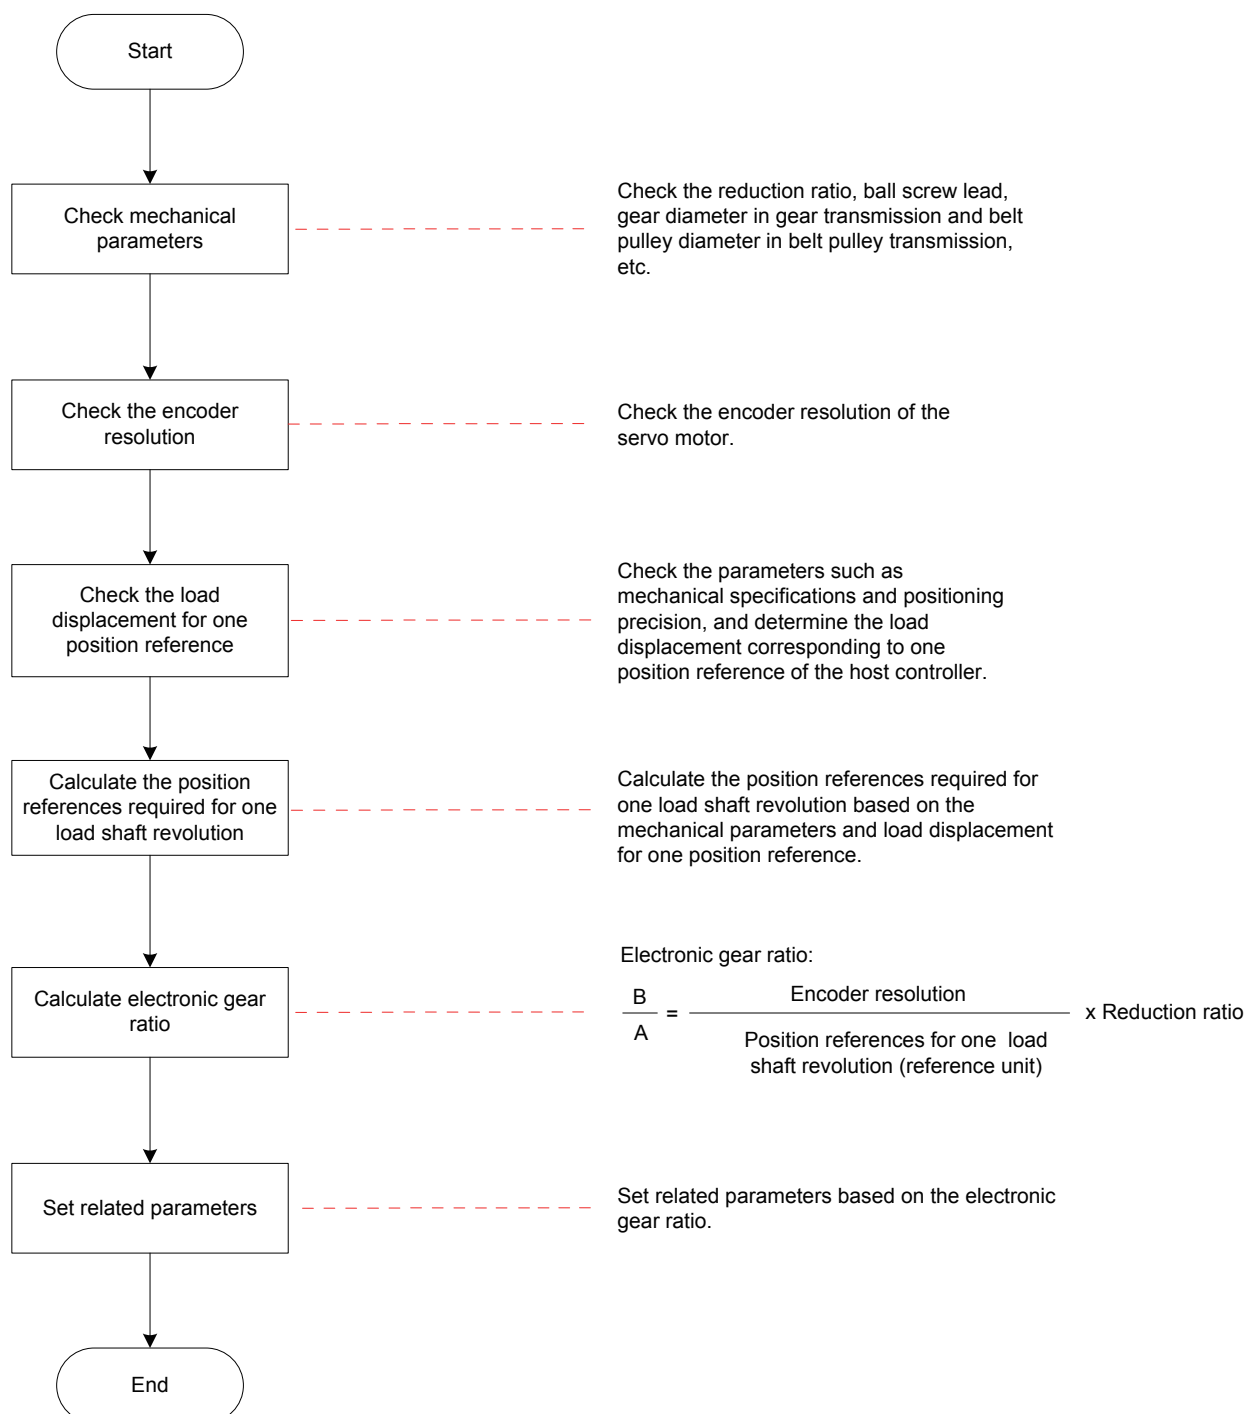 Start
Check mechanical
parameters
Check the reduction ratio, ball screw lead,
gear diameter in gear transmission and belt
pulley diameter in belt pulley transmission,
etc.
Check the encoder
resolution
Check the encoder resolution of the
servo motor.
Check the load
displacement for one
position reference
Check the parameters such as
mechanical specifications and positioning
precision, and determine the load
displacement corresponding to one
position reference of the host controller.
Calculate the position
references required for one
load shaft revolution
Calculate the position references required for
one load shaft revolution based on the
mechanical parameters and load displacement
for one position reference.
Calculate electronic gear
ratio
Electronic gear ratio:
B
A
=
Encoder resolution
Position references for one load
shaft revolution (reference unit)
x Reduction ratio
Set related parameters
Set related parameters based on the electronic
gear ratio.
End